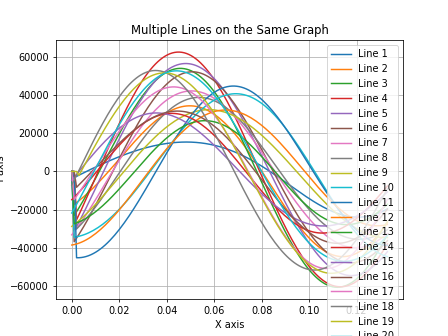 Multiple Lines on the Same Graph
60000
40000
20000
0
−20000
−40000
−60000
0.00
0.02
0.04
0.06
0.08
0.10
X axis
axis
Line 1
Line 2
Line 3
Line 4
Line 5
Line 6
Line 7
Line 8
Line 9
Line 10
Line 11
Line 12
Line 13
Line 14
Line 15
Line 16
Line 17
Line 18
Line 19
Line 20